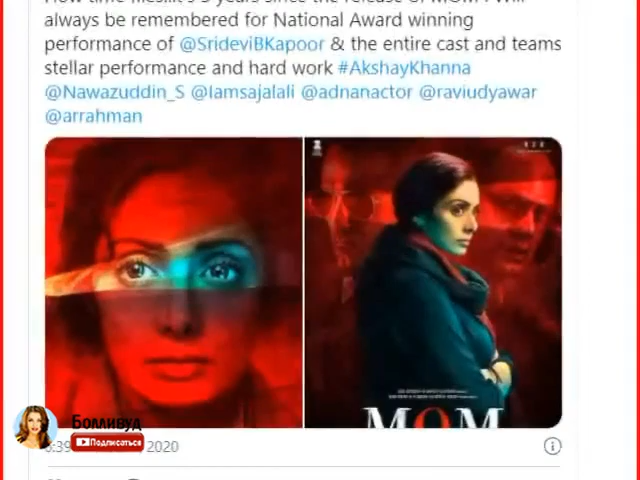 always be remembered for National Award winning
performance of @SrideviBKapoor & the entire cast and teams
stellar performance and hard work #AkshayKhanna
@Nawazuddin_S @Iamsajalali @adnanactor @raviudyawar
@arrahman
MOM
Болливуд
Подписаться
2020